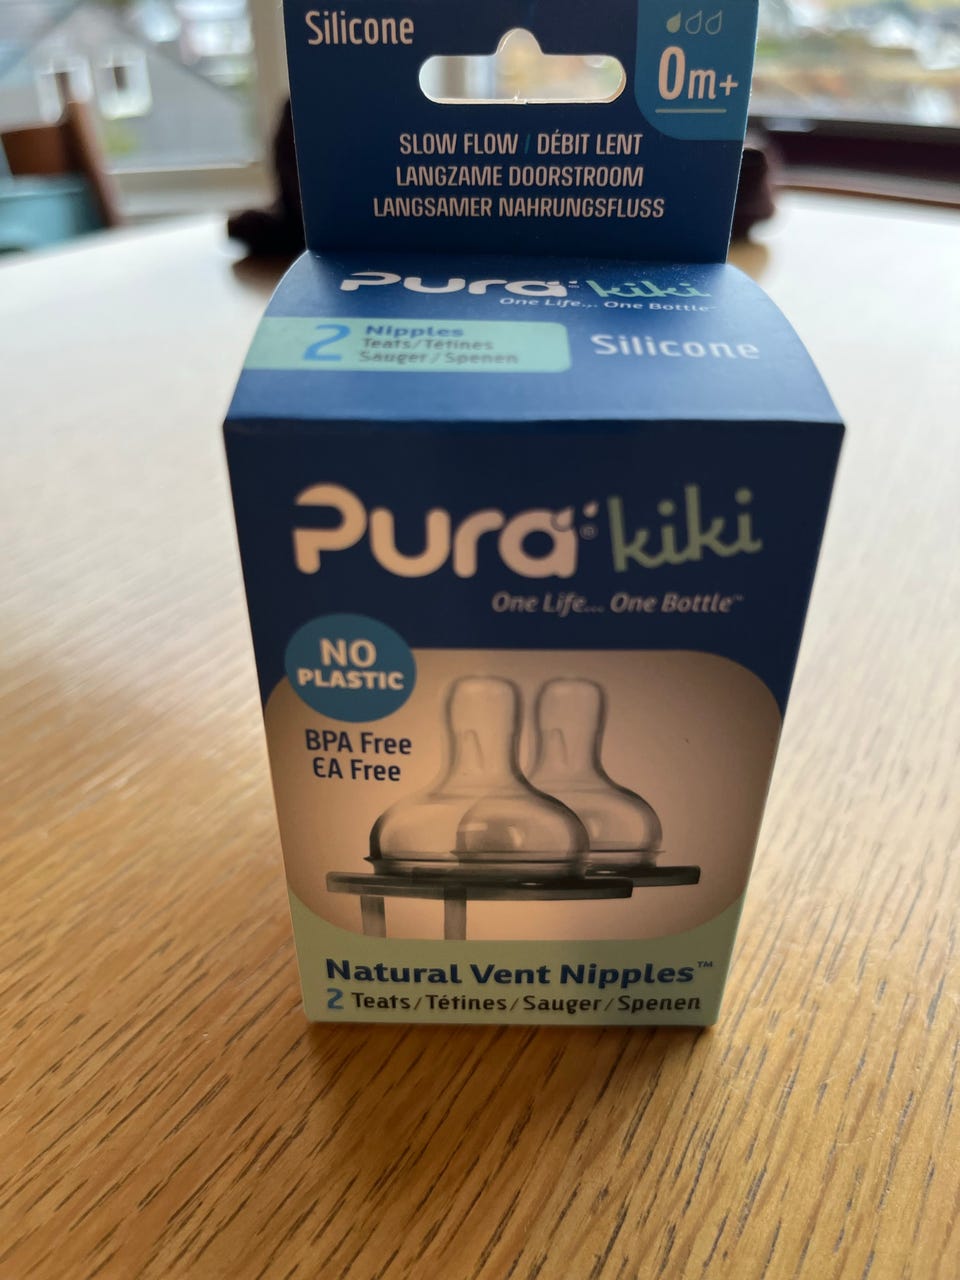 Silicone
0m+
SLOW FLOW / DÉBIT LENT
LANGZAME DOORSTROOM
LANGSAMER NAHRUNGSFLUSS
Pura® kiki
One Life... One Bottle™
2 Nipples
Teats/Tétines
Sauger/Spenen
Silicone
Pura® kiki
One Life... One Bottle™
NO
PLASTIC
BPA Free
EA Free
Natural Vent Nipples™
2 Teats/Tétines/Sauger/Spenen